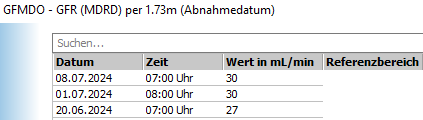 GFMDO - GFR (MDRD) per 1.73m (Abnahmedatum)
Suchen...
Datum Zeit Wert in mL/min Referenzbereich
08.07.2024 07:00 Uhr 30
01.07.2024 08:00 Uhr 30
20.06.2024 07:00 Uhr 27